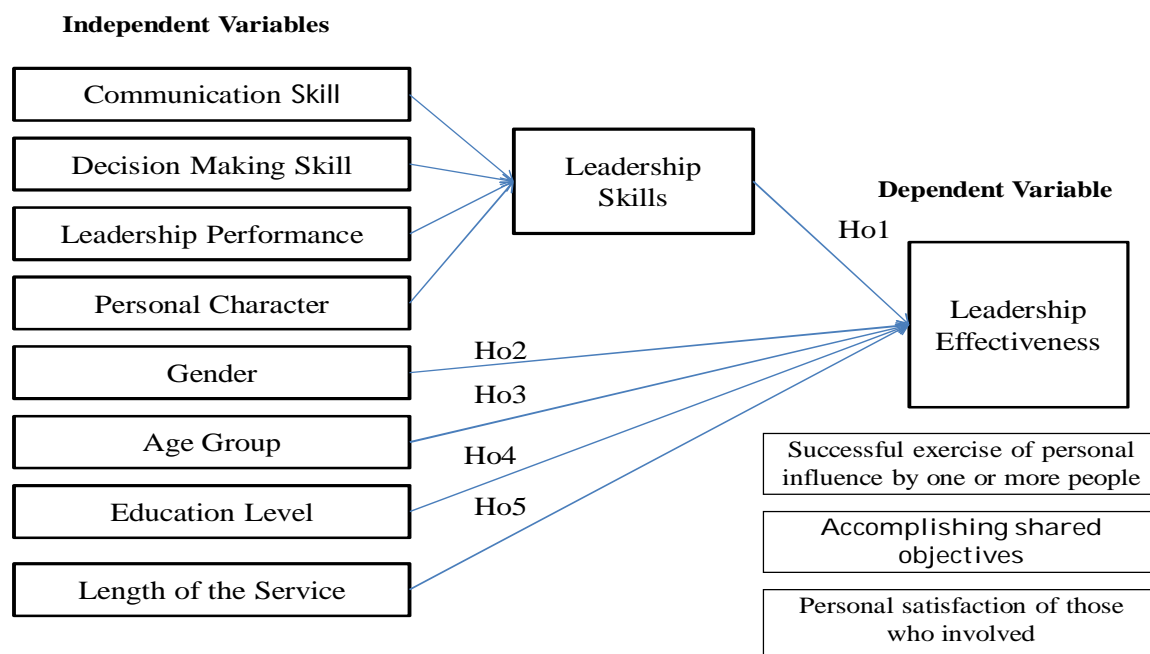 Independent Variables
Communication Skill
Decision Making Skill
Leadership Performance
Personal Character
Gender
Age Group
Education Level
Length of the Service
Leadership
Skills
Ho1
Ho2
Ho3
Ho4
Ho5
Dependent Variable
Leadership
Effectiveness
Successful exercise of personal
influence by one or more people
Accomplishing shared
objectives
Personal satisfaction of those
who involved